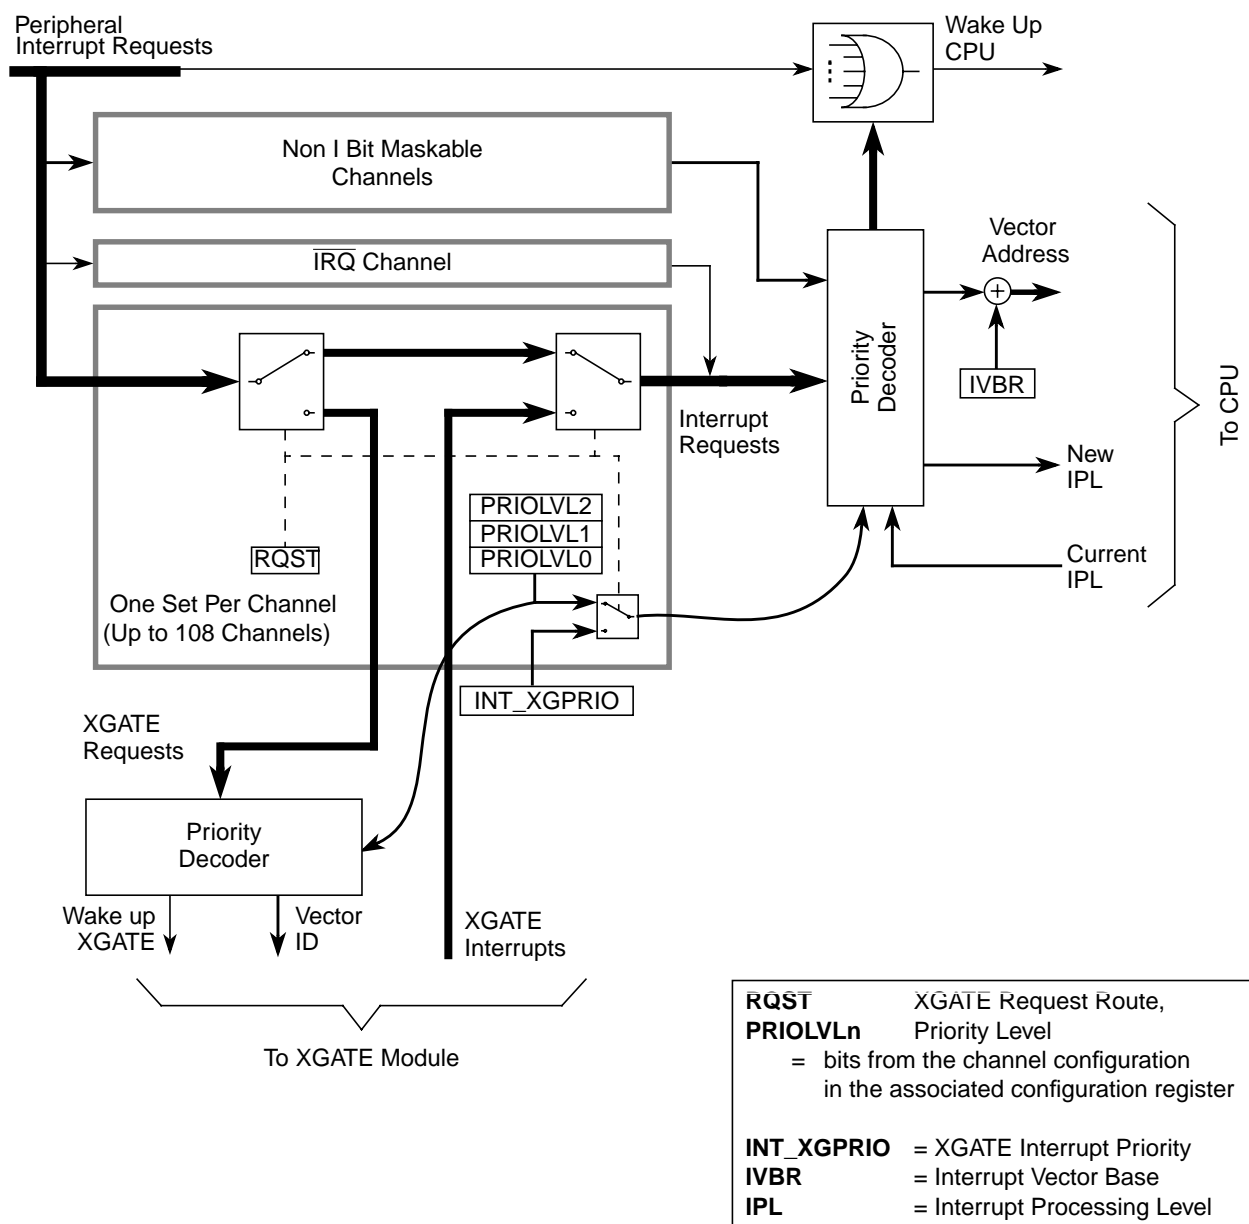 Peripheral
Interrupt Requests
Wake Up
CPU
Non I Bit Maskable
Channels
IRQ Channel
Vector
Address
Priority
Decoder
IVBR
To CPU
Interrupt
Requests
New
IPL
PRIOLVL2
PRIOLVL1
PRIOLVL0
RQST
Current
IPL
One Set Per Channel
(Up to 108 Channels)
INT_XGPRIO
XGATE
Requests
Priority
Decoder
Wake up
XGATE
Vector
ID
XGATE
Interrupts
To XGATE Module
RQST XGATE Request Route,
PRIOLVLn Priority Level
= bits from the channel configuration
in the associated configuration register
INT_XGPRIO = XGATE Interrupt Priority
IVBR = Interrupt Vector Base
IPL = Interrupt Processing Level